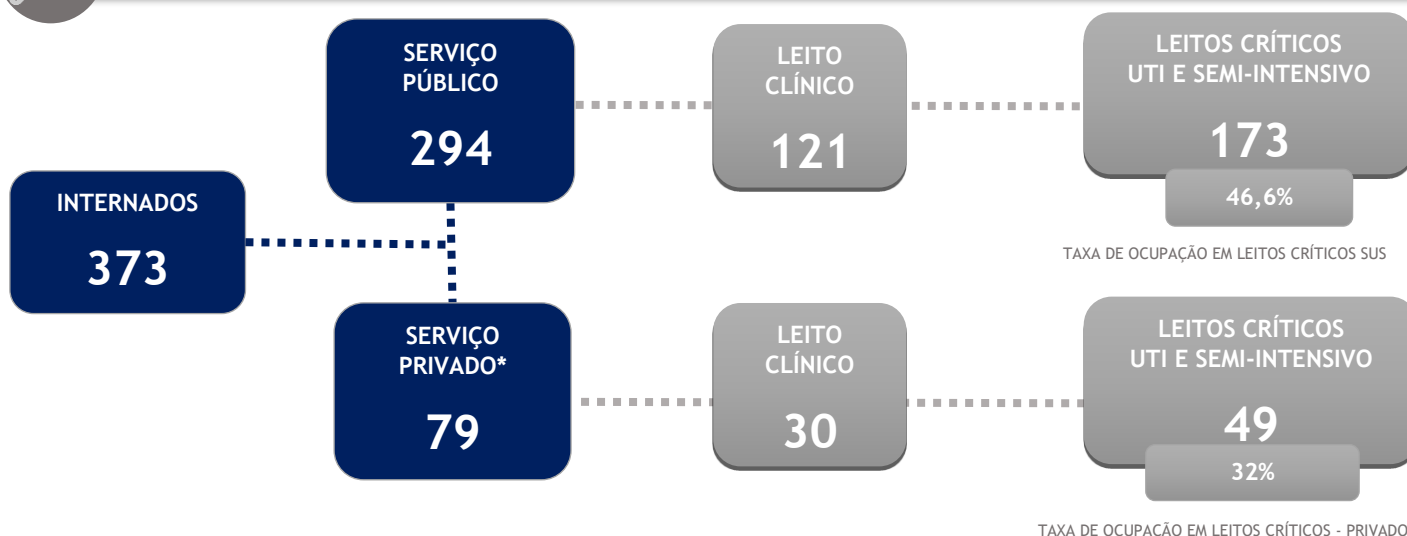 INTERNADOS
373
SERVIÇO
PÚBLICO
294
LEITO
CLÍNICO
121
LEITOS CRÍTICOS
UTI E SEMI-INTENSIVO
173
46,6%
TAXA DE OCUPAÇÃO EM LEITOS CRÍTICOS SUS
SERVIÇO
PRIVADO*
79
LEITO
CLÍNICO
30
LEITOS CRÍTICOS
UTI E SEMI-INTENSIVO
49
32%
TAXA DE OCUPAÇÃO EM LEITOS CRÍTICOS - PRIVADO